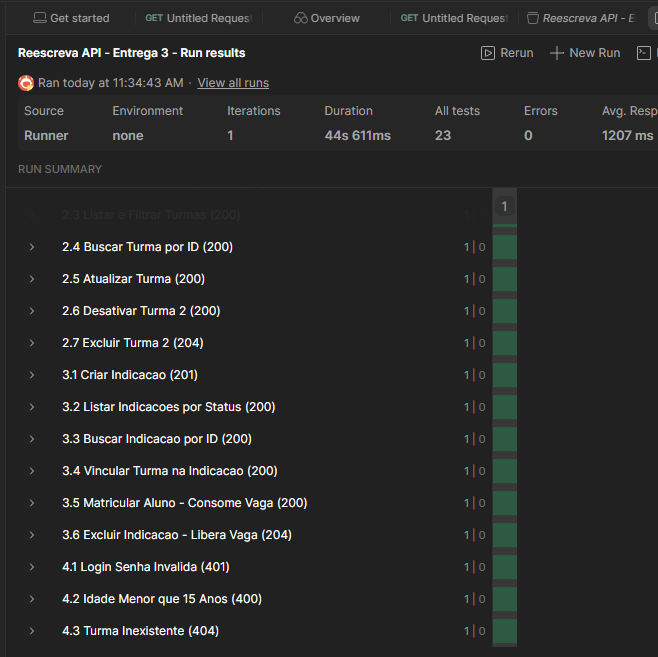 Get started GET Untitled Reques Overview GET Untitled Reques Reescreva API - E
Reescreva API - Entrega 3 - Run results Rerun New Run
Ran today at 11:34:43 AM · View all runs
Source Environment Iterations Duration All tests Errors Avg. Resp
Runner none 1 44s 611ms 23 0 1207 ms
RUN SUMMARY
1
2.3 Listar e Filtrar Turmas (200)
2.4 Buscar Turma por ID (200) 1 | 0
2.5 Atualizar Turma (200) 1 | 0
2.6 Desativar Turma 2 (200) 1 | 0
2.7 Excluir Turma 2 (204) 1 | 0
3.1 Criar Indicacao (201) 1 | 0
3.2 Listar Indicacoes por Status (200) 1 | 0
3.3 Buscar Indicacao por ID (200) 1 | 0
3.4 Vincular Turma na Indicacao (200) 1 | 0
3.5 Matricular Aluno - Consome Vaga (200) 1 | 0
3.6 Excluir Indicacao - Libera Vaga (204) 1 | 0
4.1 Login Senha Invalida (401) 1 | 0
4.2 Idade Menor que 15 Anos (400) 1 | 0
4.3 Turma Inexistente (404) 1 | 0